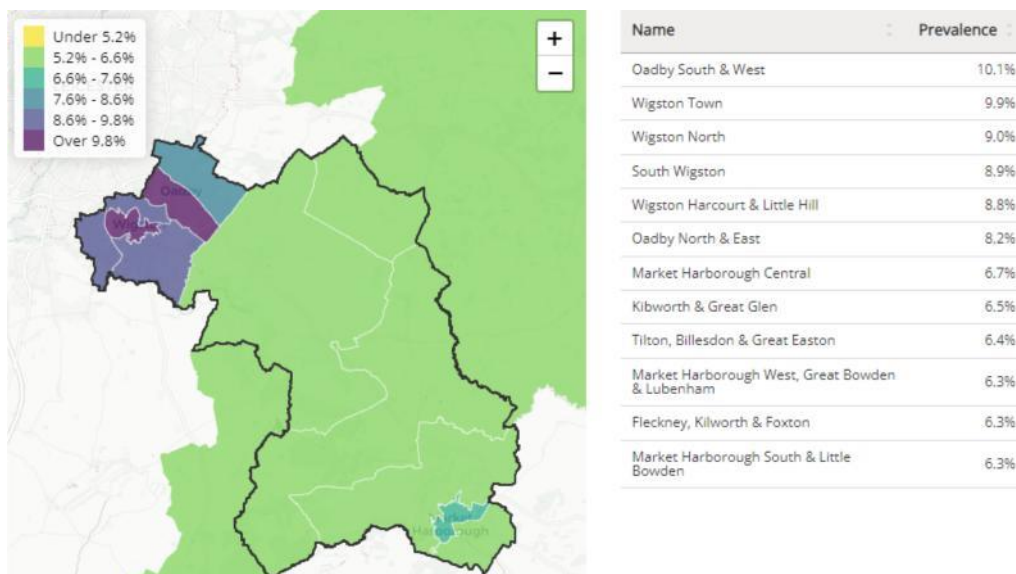 Under 5.2%
5.2% - 6.6%
6.6% - 7.6%
7.6% - 8.6%
8.6% - 9.8%
Over 9.8%
+
−
Name Prevalence
Oadby South & West 10.1%
Wigston Town 9.9%
Wigston North 9.0%
South Wigston 8.9%
Wigston Harcourt & Little Hill 8.8%
Oadby North & East 8.2%
Market Harborough Central 6.7%
Kibworth & Great Glen 6.5%
Tilton, Billesdon & Great Easton 6.4%
Market Harborough West, Great Bowden
& Lubenham 6.3%
Fleckney, Kilworth & Foxton 6.3%
Market Harborough South & Little
Bowden 6.3%
Oadby
Market
Harborough